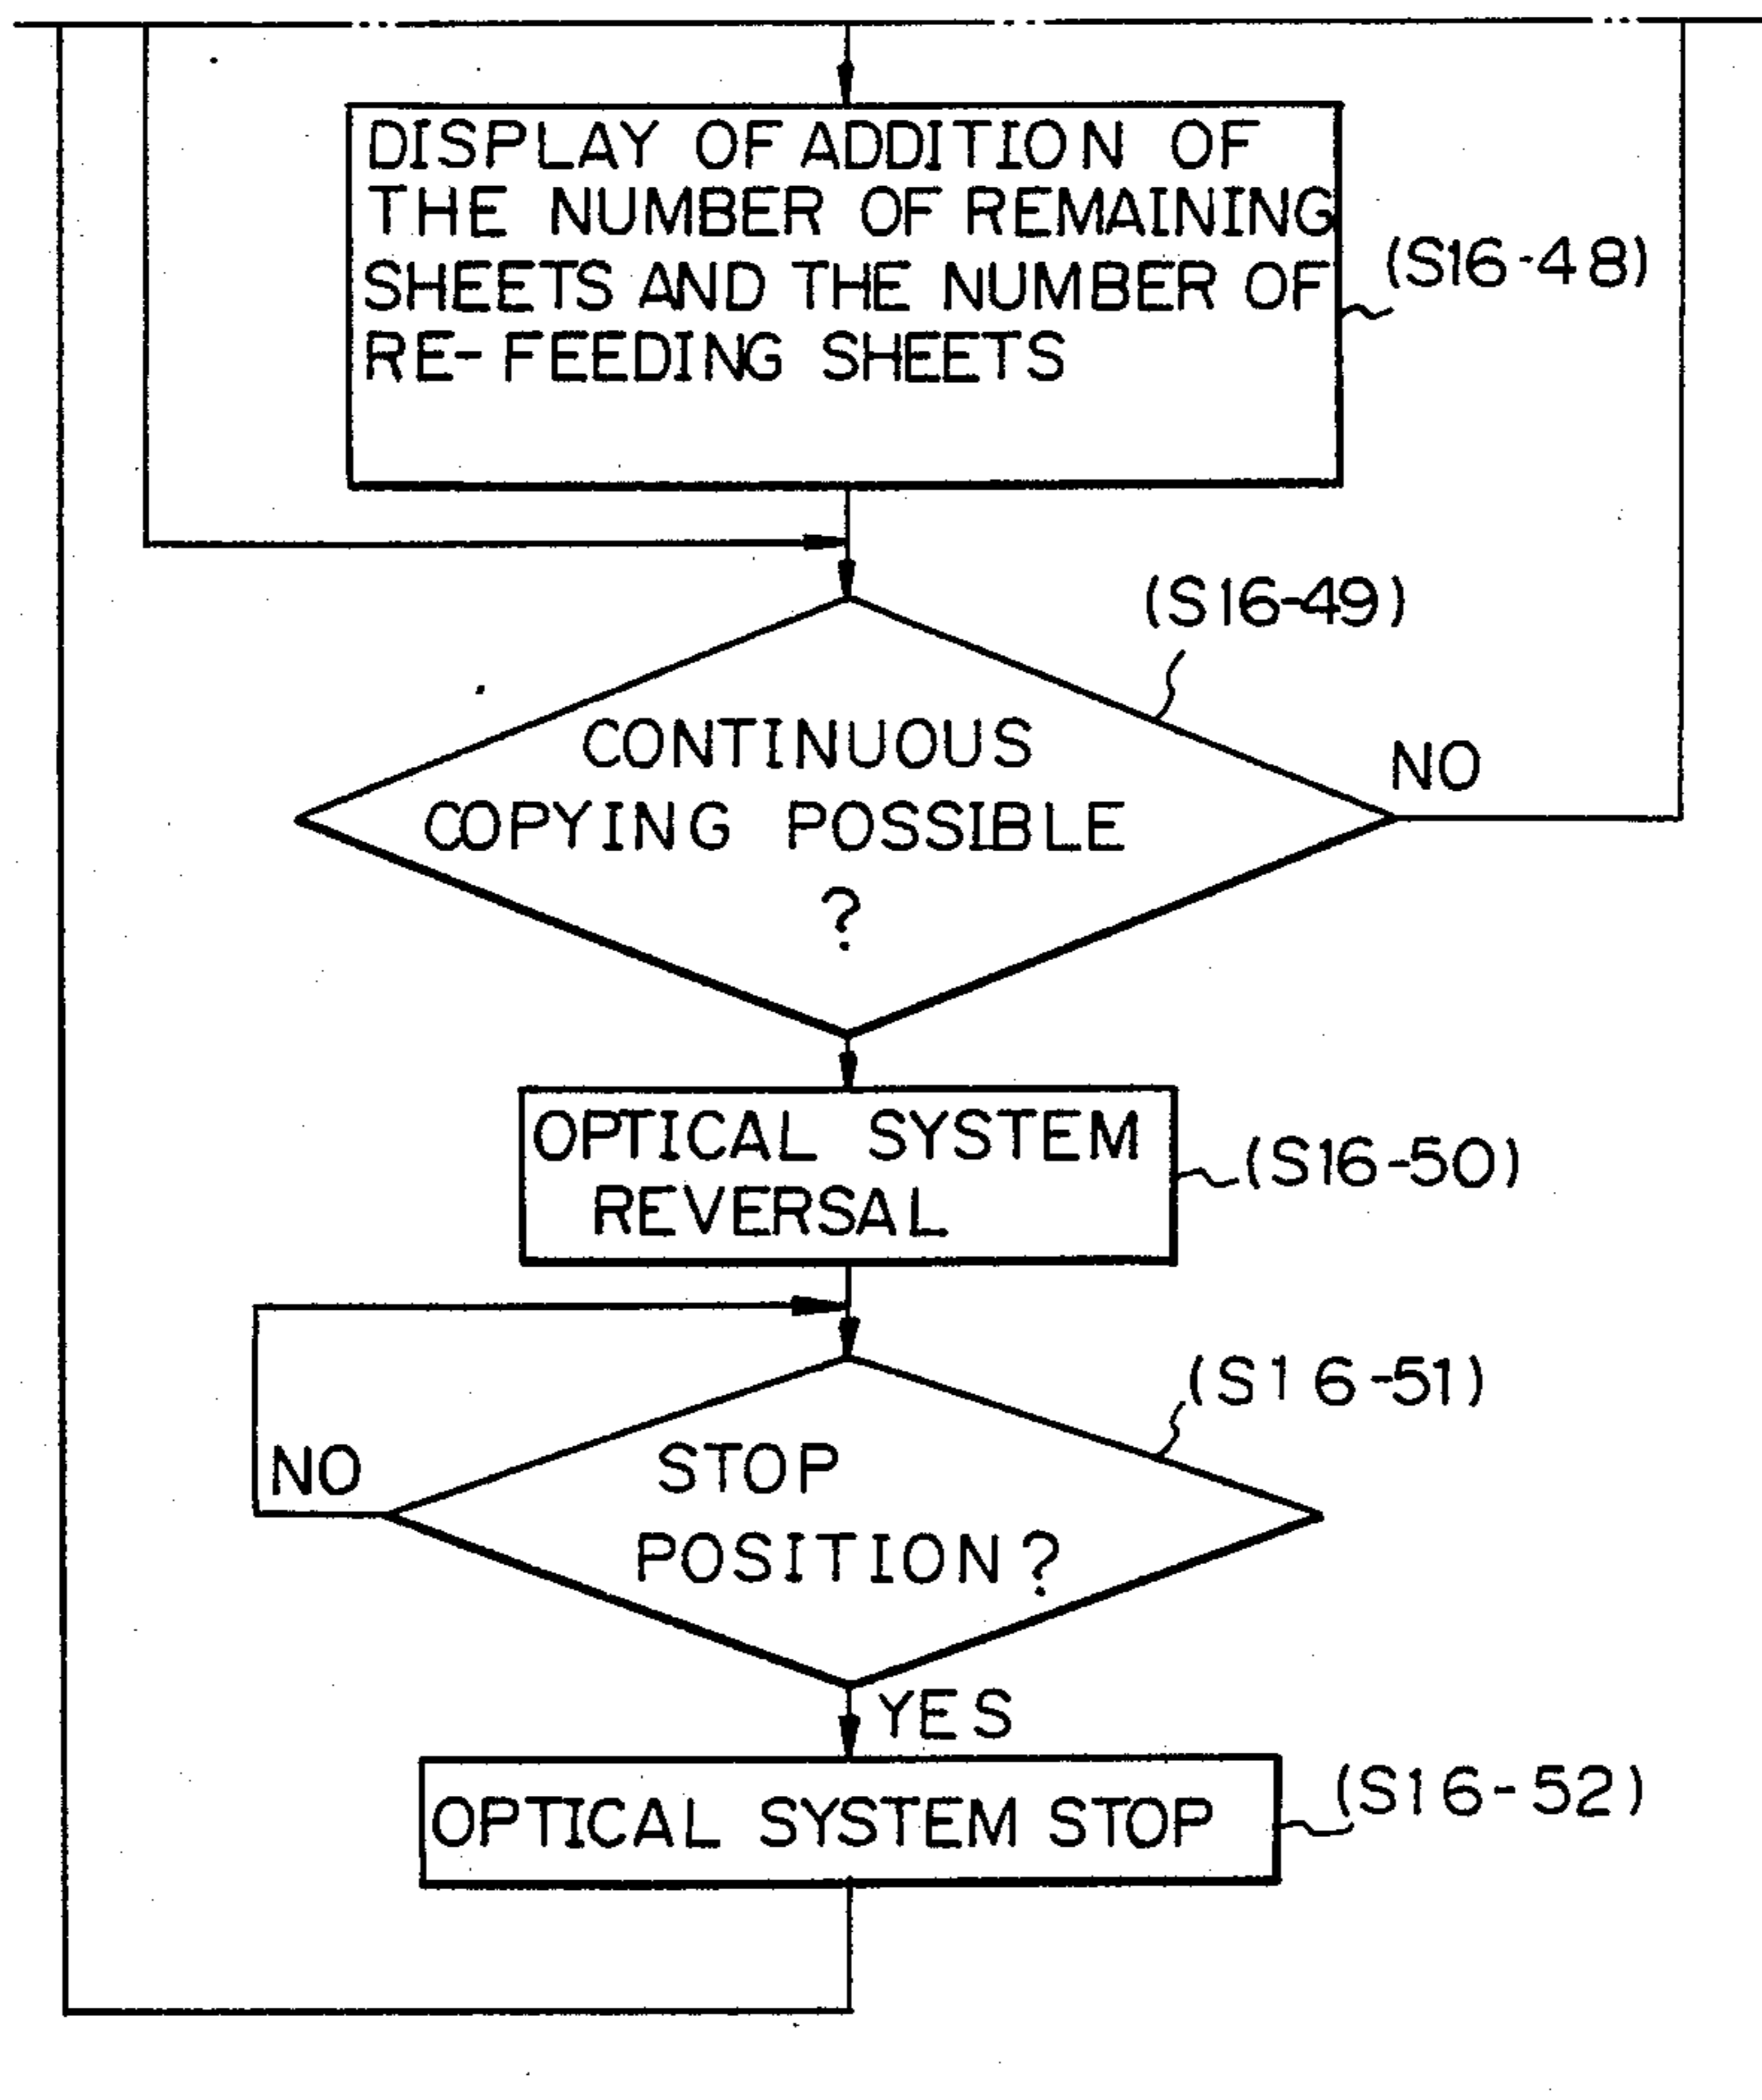 DISPLAY OF ADDITION OF
THE NUMBER OF REMAINING
SHEETS AND THE NUMBER OF
RE-FEEDING SHEETS
(S16-48)
(S16-49)
CONTINUOUS
COPYING POSSIBLE
?
NO
OPTICAL SYSTEM
REVERSAL
(S16-50)
(S16-51)
NO
STOP
POSITION?
YES
OPTICAL SYSTEM STOP
(S16-52)